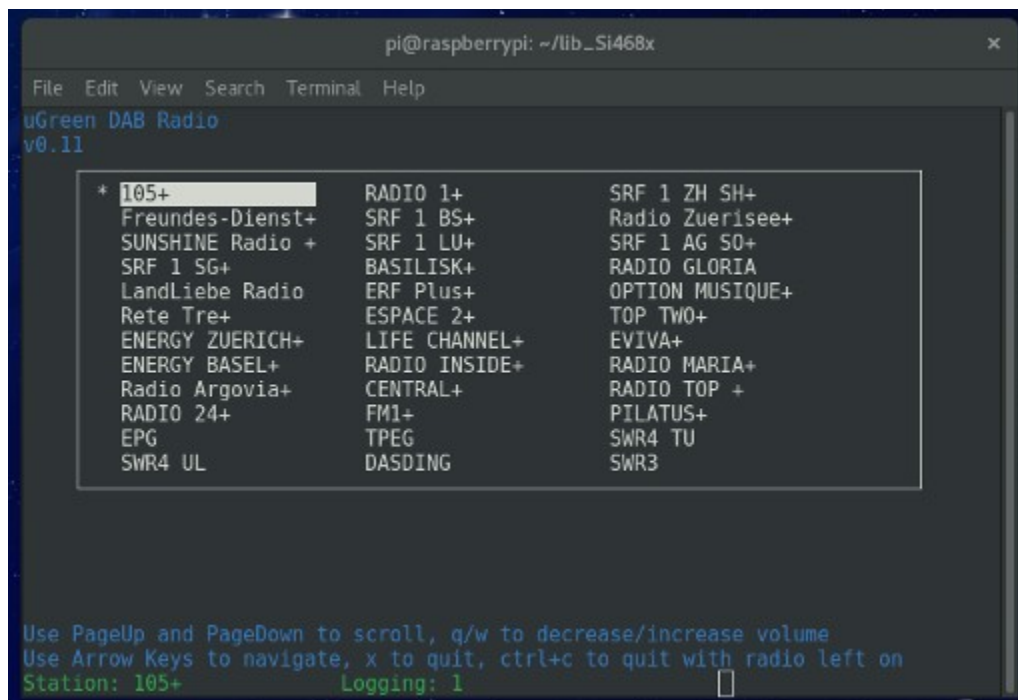 pi@raspberrypi: ~/lib_Si468x ×
File Edit View Search Terminal Help
uGreen DAB Radio
v0.11
* 105+ RADIO 1+ SRF 1 ZH SH+
Freundes-Dienst+ SRF 1 BS+ Radio Zuerisee+
SUNSHINE Radio + SRF 1 LU+ SRF 1 AG SO+
SRF 1 SG+ BASILISK+ RADIO GLORIA
LandLiebe Radio ERF Plus+ OPTION MUSIQUE+
Rete Tre+ ESPACE 2+ TOP TWO+
ENERGY ZUERICH+ LIFE CHANNEL+ EVIVA+
ENERGY BASEL+ RADIO INSIDE+ RADIO MARIA+
Radio Argovia+ CENTRAL+ RADIO TOP +
RADIO 24+ FM1+ PILATUS+
EPG TPEG SWR4 TU
SWR4 UL DASDING SWR3
Use PageUp and PageDown to scroll, q/w to decrease/increase volume
Use Arrow Keys to navigate, x to quit, ctrl+c to quit with radio left on
Station: 105+ Logging: 1